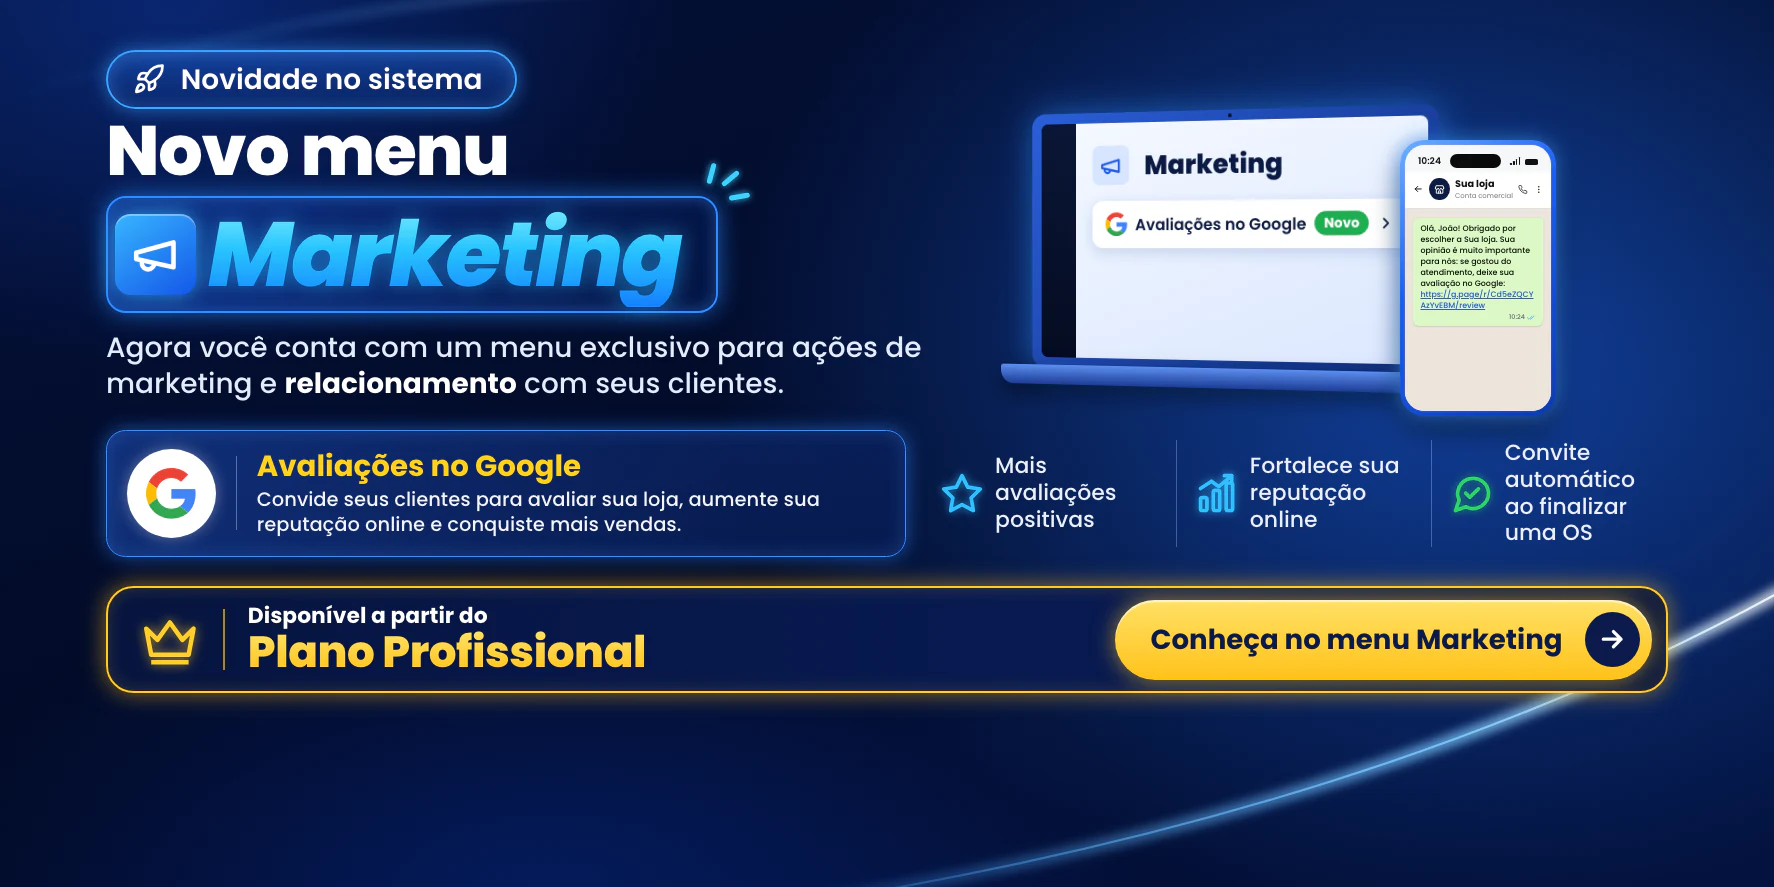 Novidade no sistema
Novo menu
Marketing
Agora você conta com um menu exclusivo para ações de
marketing e relacionamento com seus clientes.
Marketing
Avaliações no Google Novo
10:24
Sua loja
Conta comercial
Olá, João! Obrigado por
escolher a Sua loja. Sua
opinião é muito importante
para nós: se gostou do
atendimento, deixe sua
avaliação no Google:
https://g.page/r/Cd5eZQCY
AzYvEBM/review
10:24
Avaliações no Google
Convide seus clientes para avaliar sua loja, aumente sua
reputação online e conquiste mais vendas.
Mais
avaliações
positivas
Fortalece sua
reputação
online
Convite
automático
ao finalizar
uma OS
Disponível a partir do
Plano Profissional
Conheça no menu Marketing